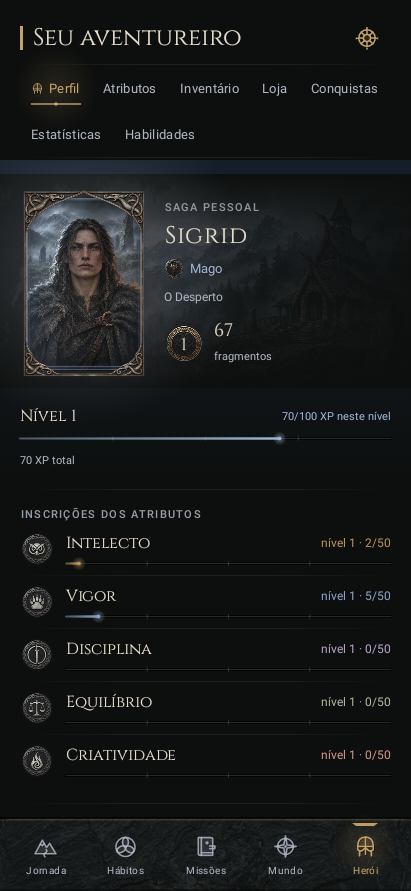 Seu aventureiro
Perfil Atributos Inventário Loja Conquistas
Estatísticas Habilidades
SAGA PESSOAL
Sigrid
Mago
O Desperto
1 67
fragmentos
Nível 1 70/100 XP neste nível
70 XP total
INSCRIÇÕES DOS ATRIBUTOS
Intelecto nível 1 · 2/50
Vigor nível 1 · 5/50
Disciplina nível 1 · 0/50
Equilíbrio nível 1 · 0/50
Criatividade nível 1 · 0/50
Jornada Hábitos Missões Mundo Herói